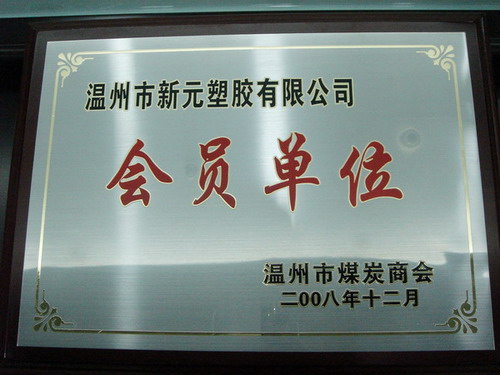 温州市新元塑胶有限公司
会员单位
温州市煤炭商会
二00八年十二月